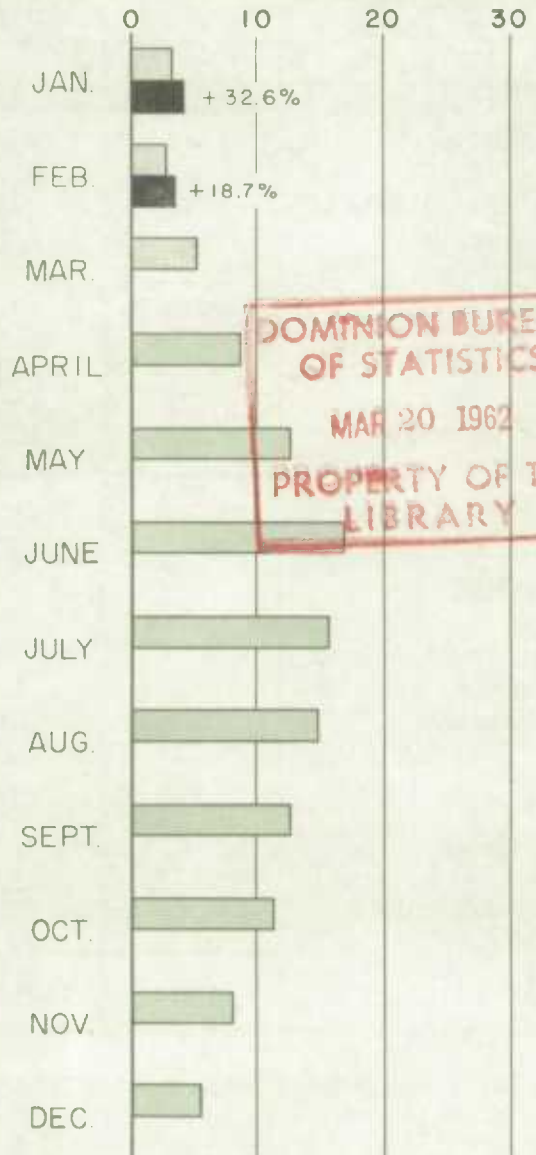 0 10 20 30
JAN.
+ 32.6%
FEB.
+18.7%
MAR.
APRIL
MAY
JUNE
JULY
AUG.
SEPT.
OCT.
NOV.
DEC.
DOMINION BURE
OF STATISTICS
MAR 20 1962
PROPERTY OF T
LIBRARY